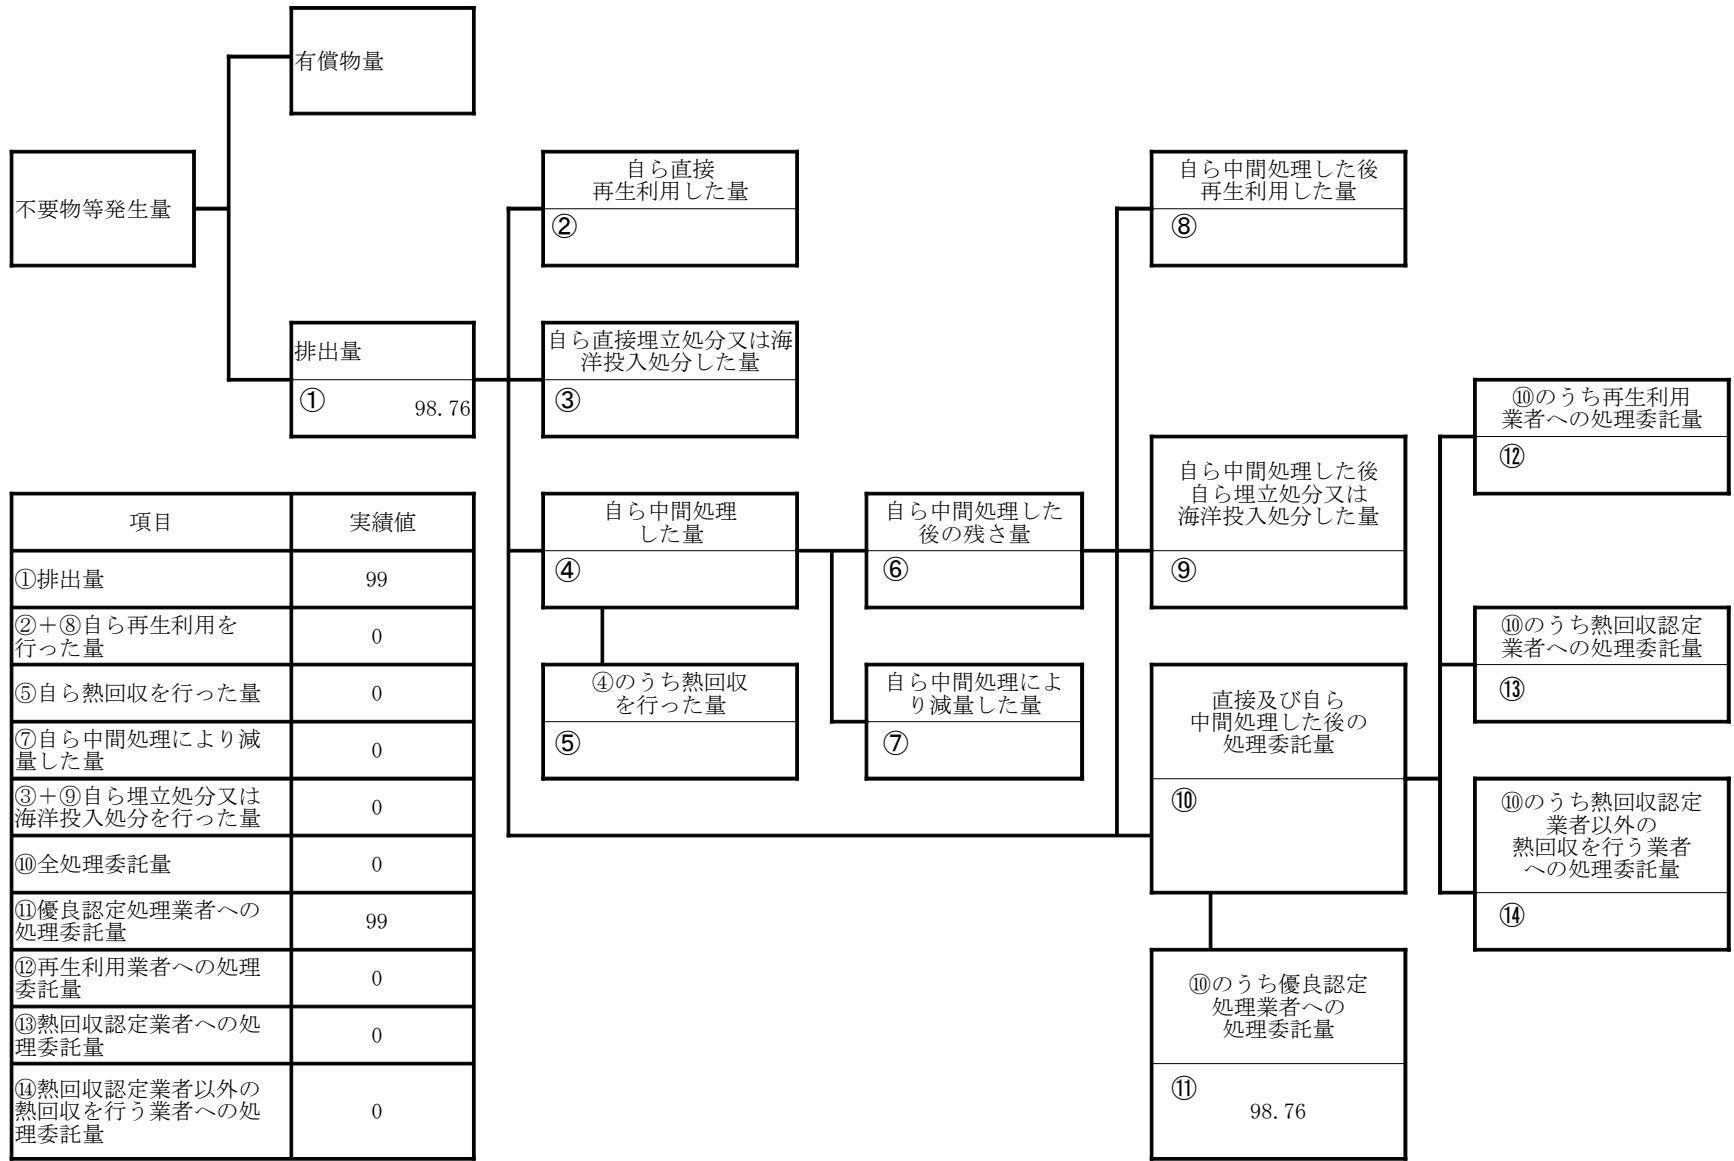 有償物量
不要物等発生量
排出量
①
98.76
自ら直接
再生利用した量
②
自ら直接埋立処分又は海
洋投入処分した量
③
自ら中間処理
した量
④
④のうち熱回収
を行った量
⑤
自ら中間処理した
後の残さ量
⑥
自ら中間処理によ
り減量した量
⑦
自ら中間処理した後
再生利用した量
⑧
自ら中間処理した後
自ら埋立処分又は
海洋投入処分した量
⑨
直接及び自ら
中間処理した後の
処理委託量
⑩
⑩のうち優良認定
処理業者への
処理委託量
⑪
98.76
⑩のうち再生利用
業者への処理委託量
⑫
⑩のうち熱回収認定
業者への処理委託量
⑬
⑩のうち熱回収認定
業者以外の
熱回収を行う業者
への処理委託量
⑭
項目 実績値
①排出量 99
②+⑧自ら再生利用を
行った量 0
⑤自ら熱回収を行った量 0
⑦自ら中間処理により減
量した量 0
③+⑨自ら埋立処分又は
海洋投入処分を行った量 0
⑩全処理委託量 0
⑪優良認定処理業者への
処理委託量 99
⑫再生利用業者への処理
委託量 0
⑬熱回収認定業者への処
理委託量 0
⑭熱回収認定業者以外の
熱回収を行う業者への処
理委託量 0